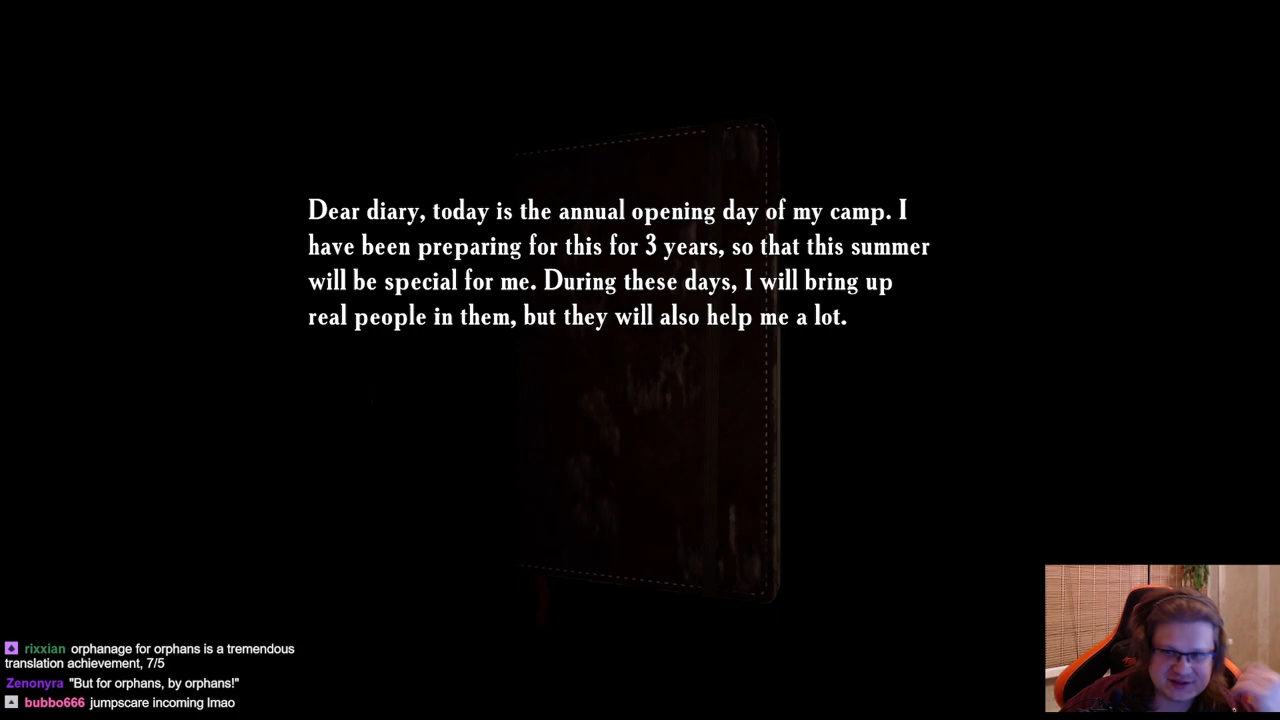 Dear diary, today is the annual opening day of my camp. I
have been preparing for this for 3 years, so that this summer
will be special for me. During these days, I will bring up
real people in them, but they will also help me a lot.
rixxian orphanage for orphans is a tremendous
translation achievement, 7/5
Zenonyra "But for orphans, by orphans!"
bubbo666 jumpscare incoming lmao